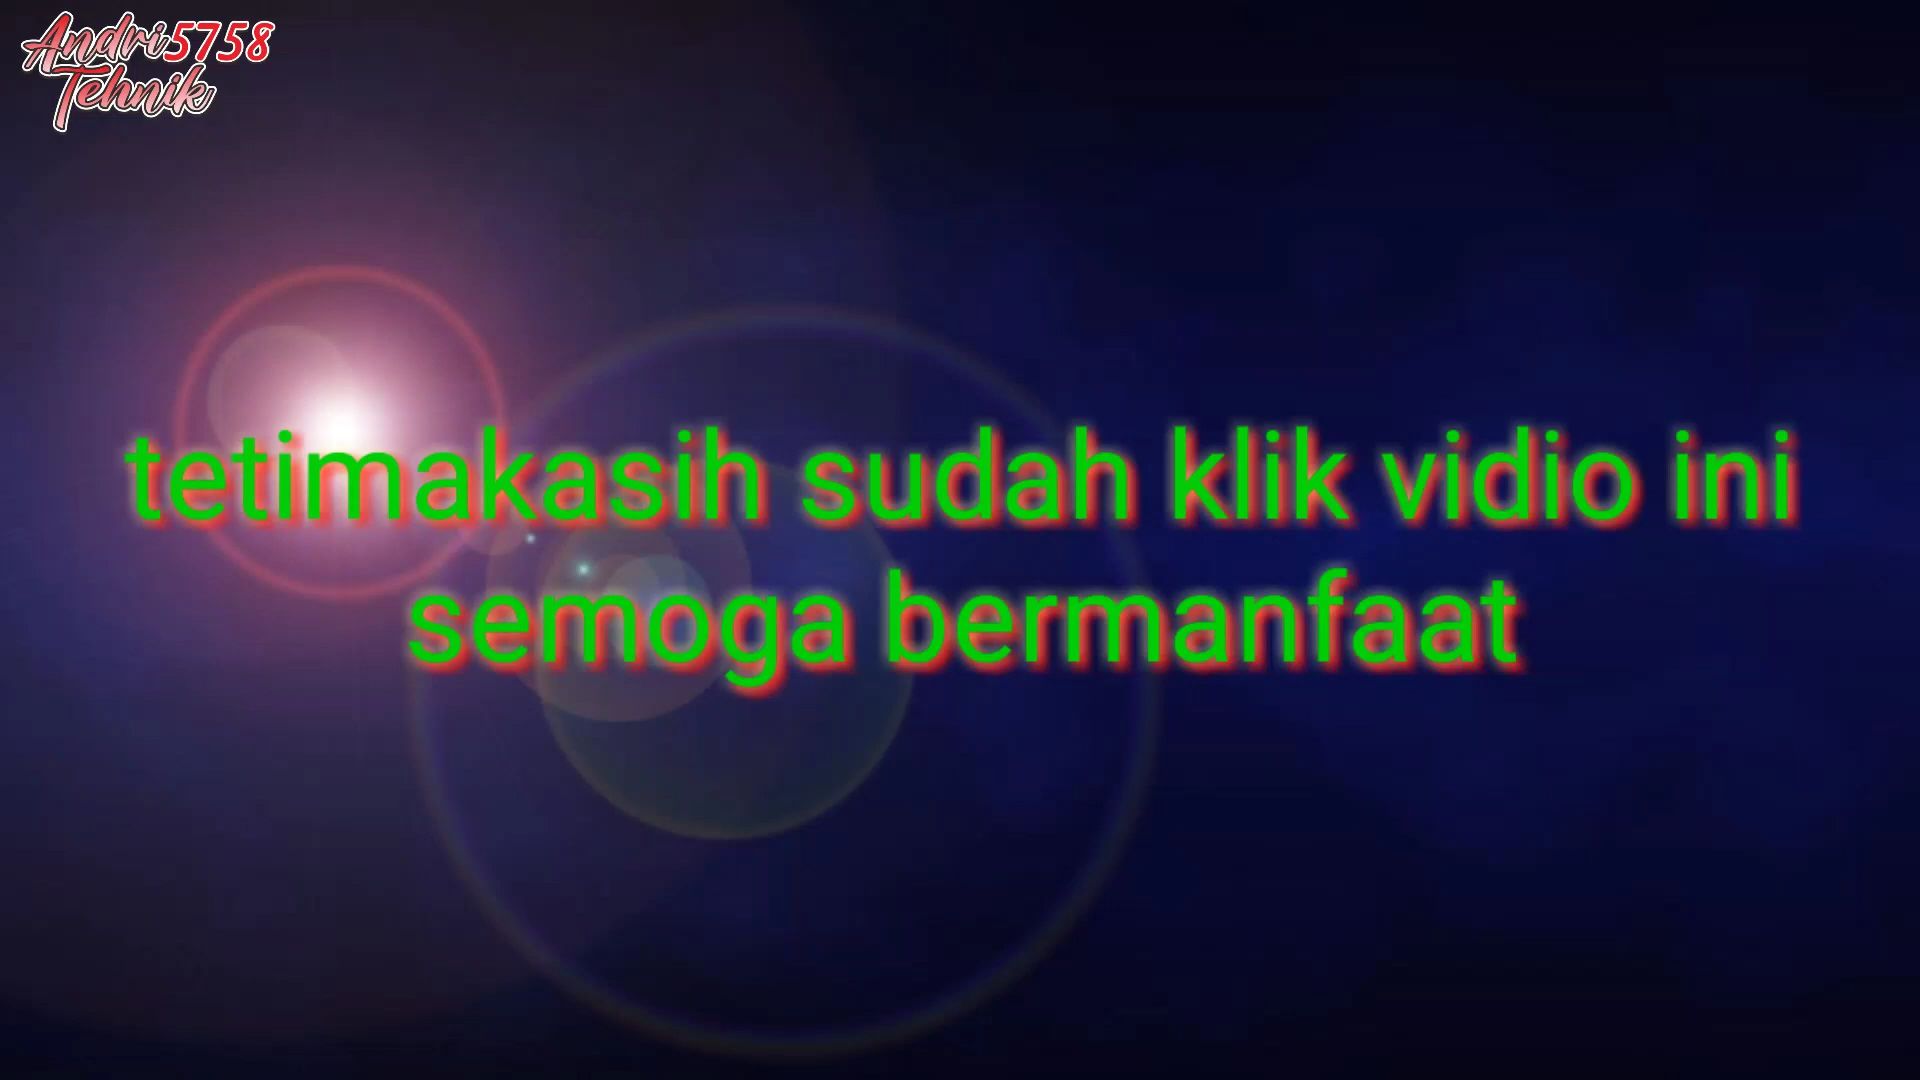 Andri5758
Tehnik
tetimakasih sudah klik vidio ini
semoga bermanfaat